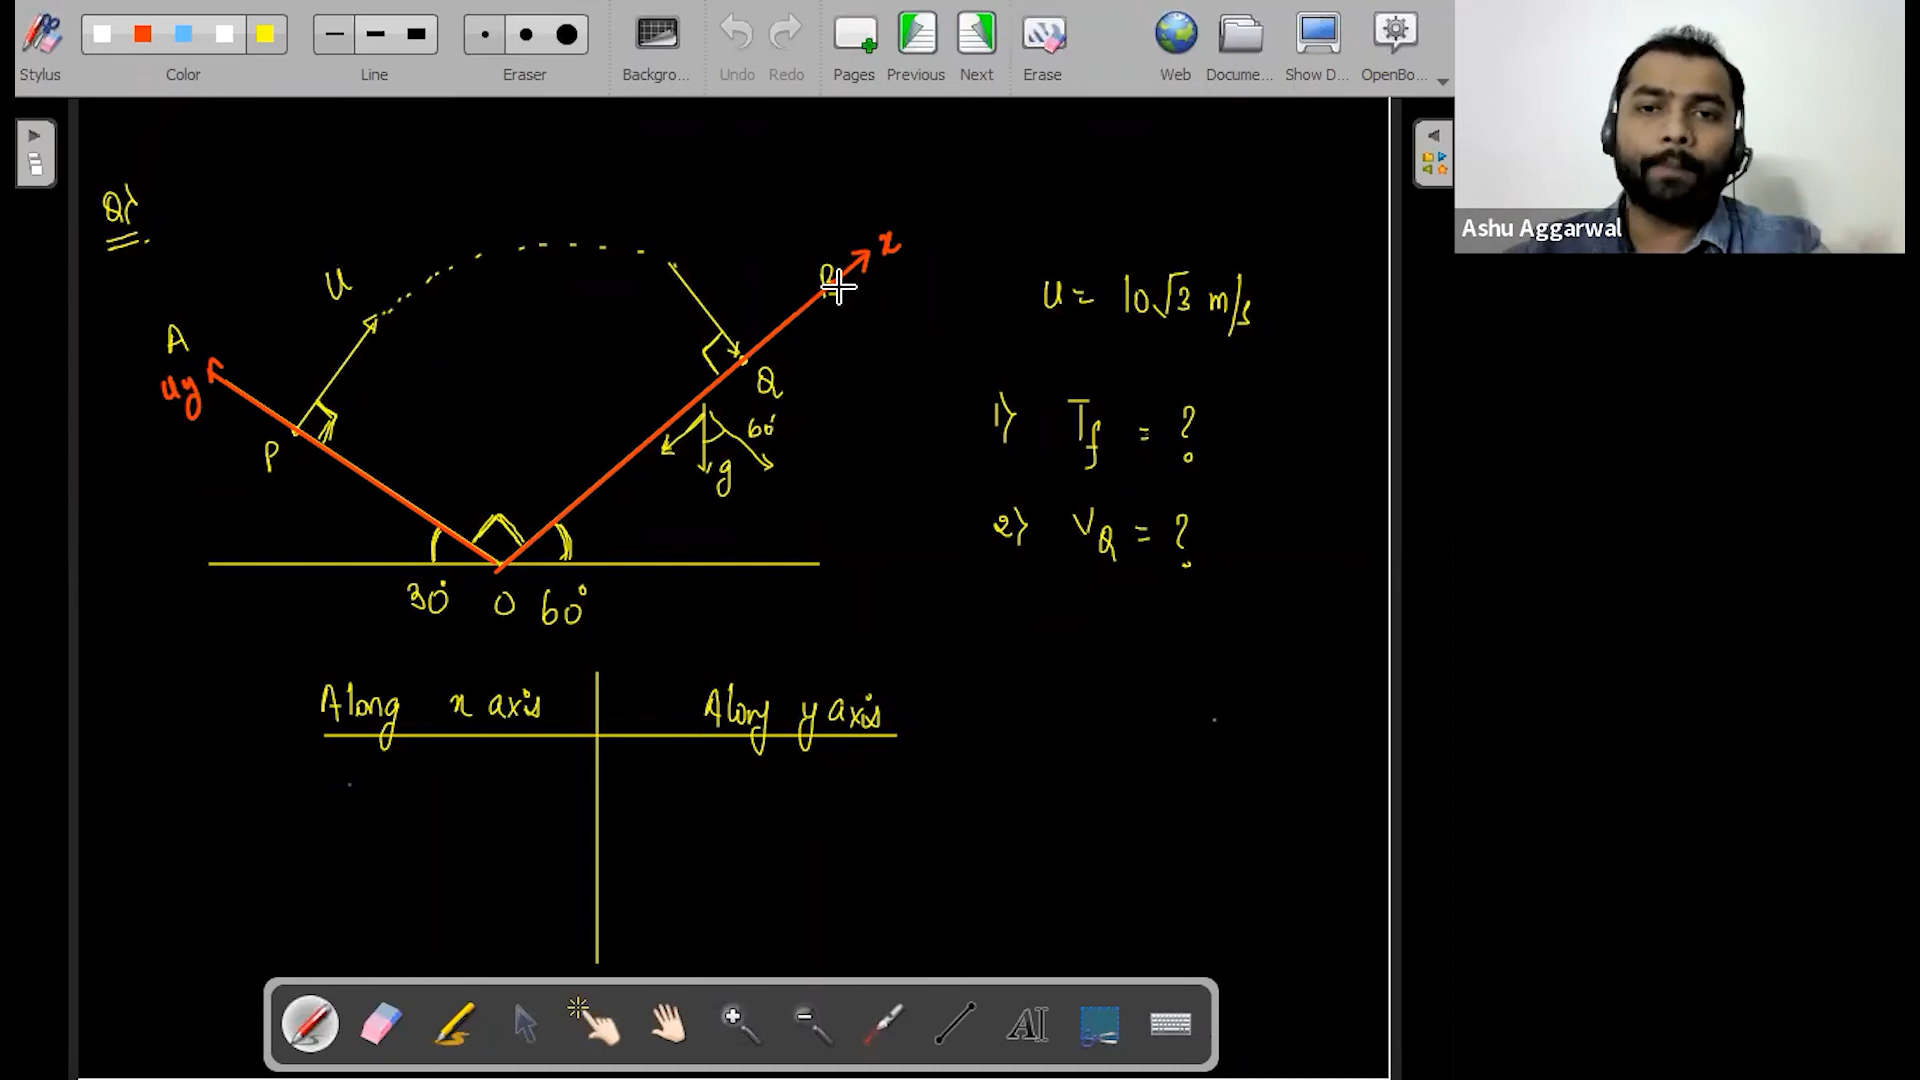 Stylus
Color
Line
Eraser
Backgro...
Undo
Redo
Pages
Previous
Next
Erase
Web
Docume...
Show D...
OpenBo...
Ashu Aggarwal
x
U
U = 10√3 m/s
A
y
Q
P
60°
g
1) Tf = ?
2) VQ = ?
30° O 60°
Along x axis
Along y axis